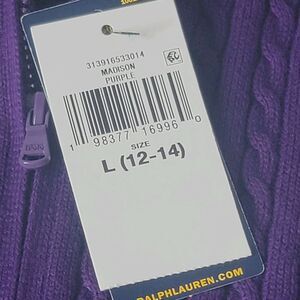 313916533014
MADISON
PURPLE
1 98377 16996 0
SIZE
L (12-14)
RALPHLAUREN.COM